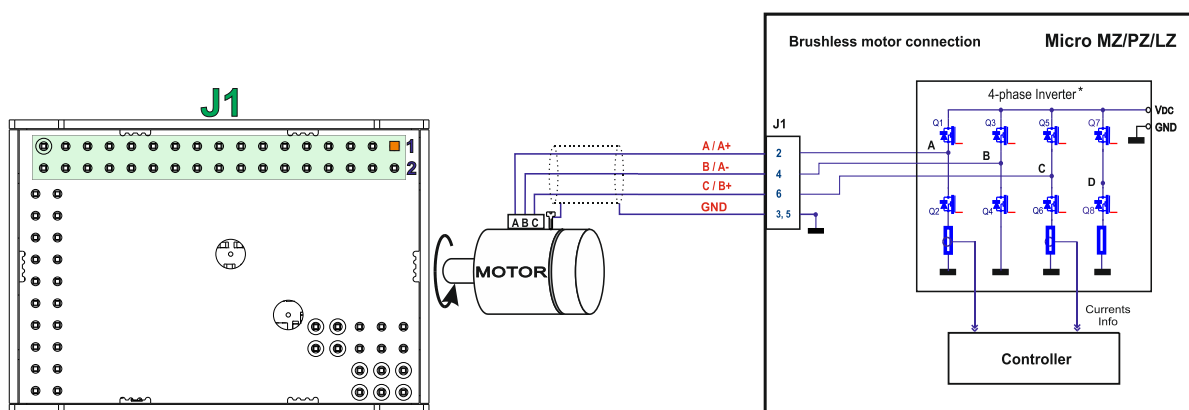 J1
1
2
A / A+
B / A-
C / B+
GND
A B C
MOTOR
Brushless motor connection
Micro MZ/PZ/LZ
J1
2
4
6
3, 5
4-phase Inverter *
VDC
GND
Q1
Q3
Q5
Q7
A
B
C
D
Q2
Q4
Q6
Q8
Currents
Info
Controller